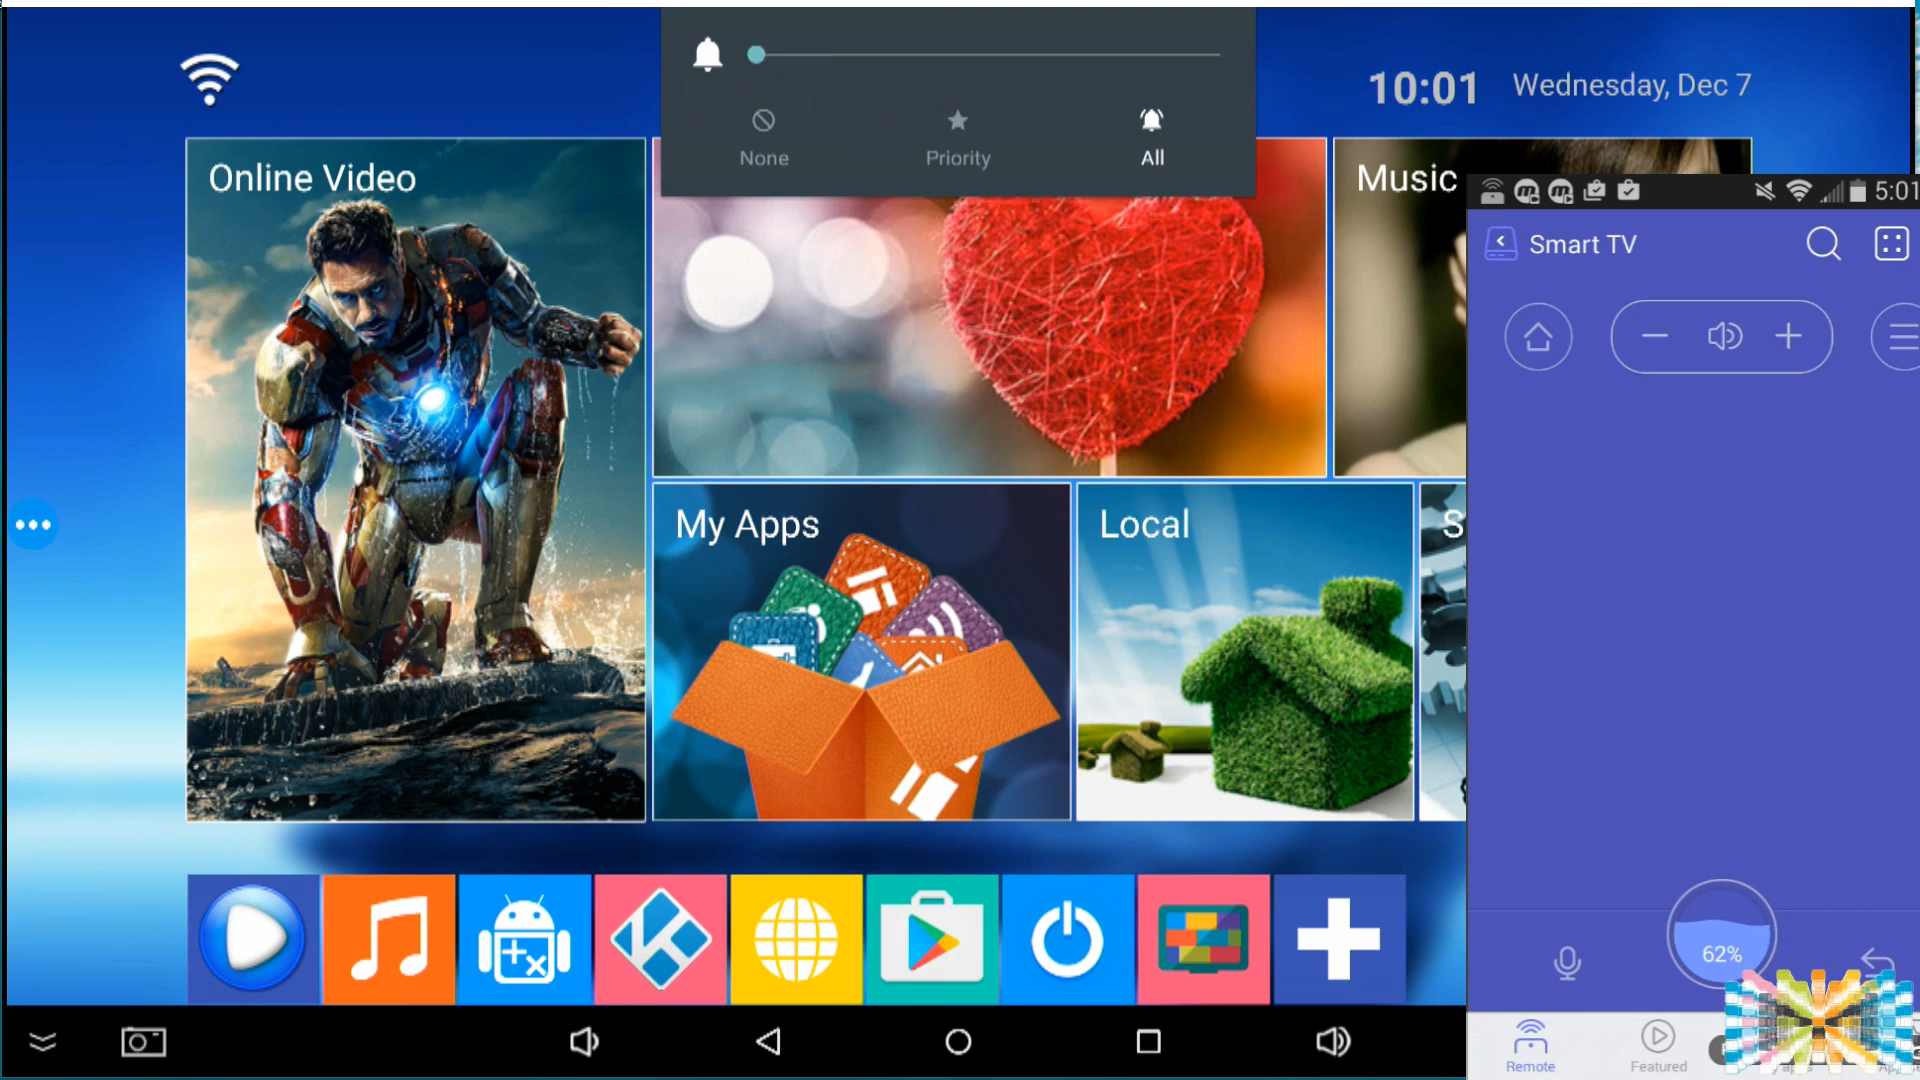 None
Priority
All
10:01 Wednesday, Dec 7
Online Video
Music
My Apps
Local
S
5:01
Smart TV
62%
Remote
Featured